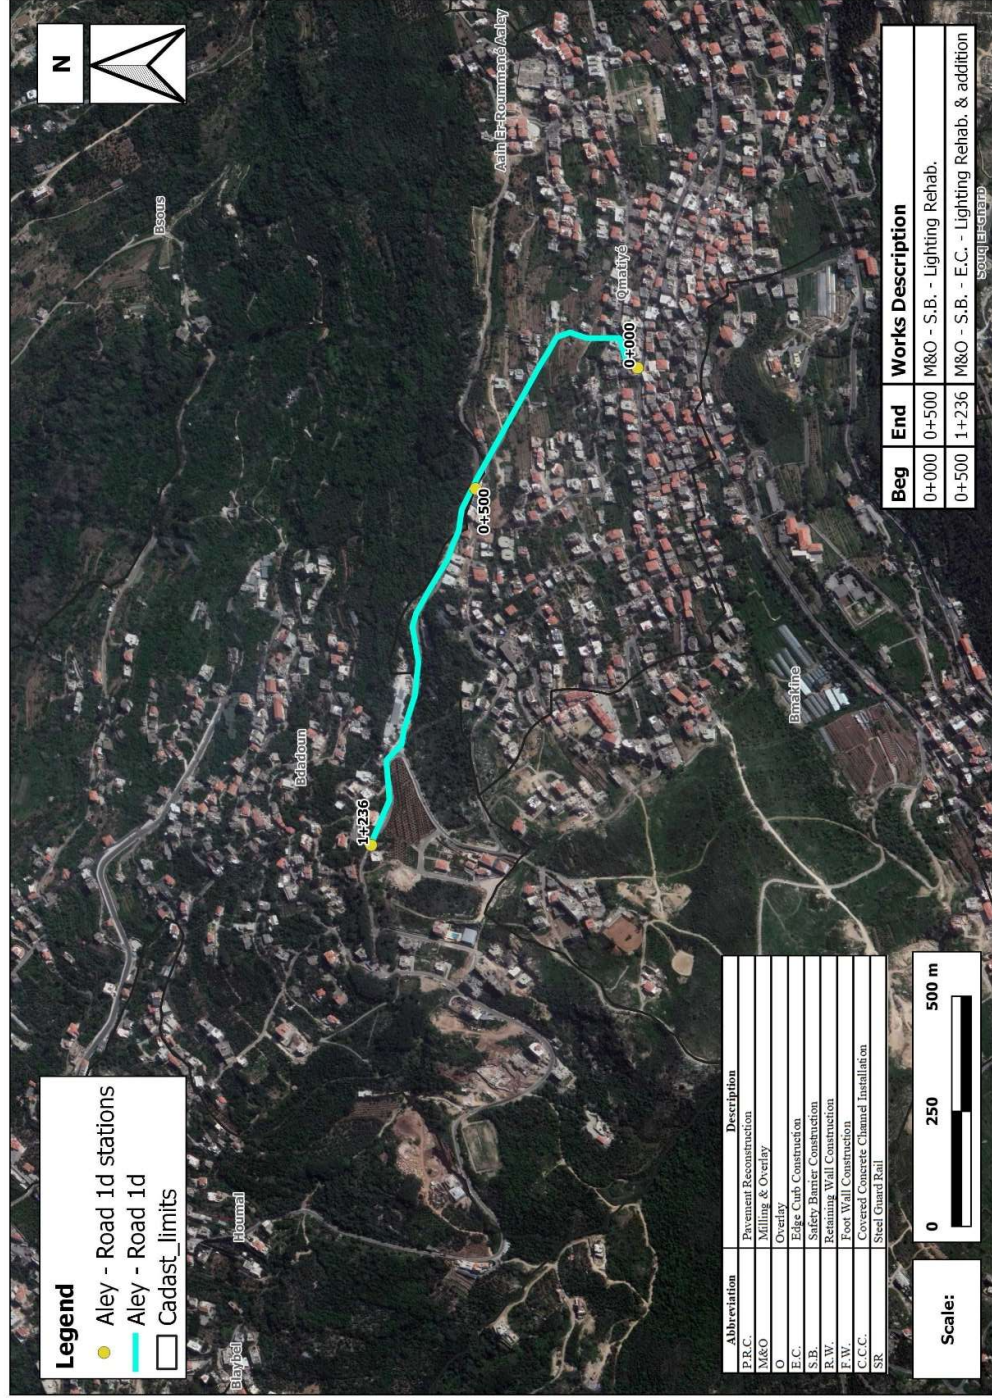 Legend
Aley - Road 1d stations
Aley - Road 1d
Cadast_limits
N
Blaybel
Houmal
Bdadoun
Bsous
Aain Er-Roummané Aaley
Qmatiyé
Bmakine
Souq El-Gharb
1+236
0+500
0+000
Abbreviation Description
P.R.C. Pavement Reconstruction
M&O Milling & Overlay
O Overlay
E.C. Edge Curb Construction
S.B. Safety Barrier Construction
R.W. Retaining Wall Construction
F.W. Foot Wall Construction
C.C.C. Covered Concrete Channel Installation
SR Steel Guard Rail
Beg End Works Description
0+000 0+500 M&O - S.B. - Lighting Rehab.
0+500 1+236 M&O - S.B. - E.C. - Lighting Rehab. & addition
Scale:
0 250 500 m